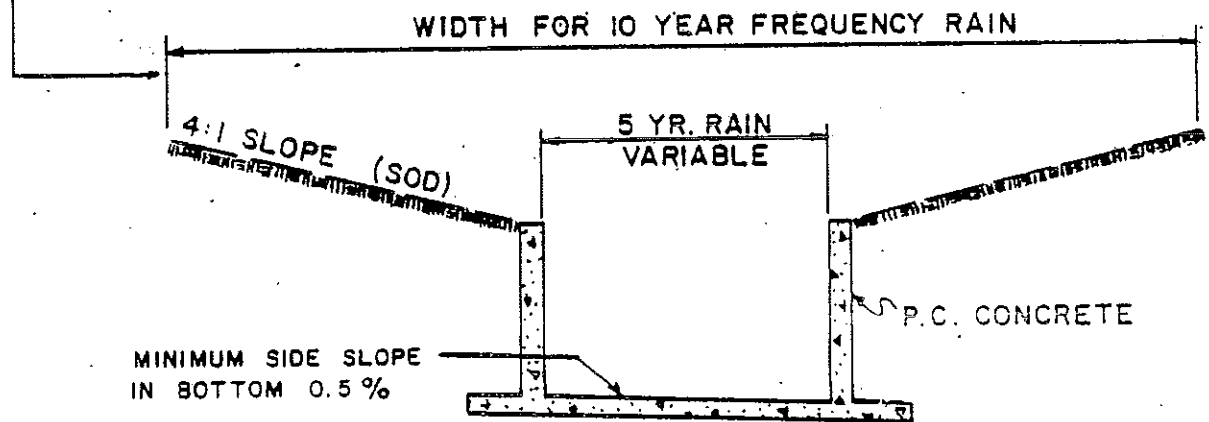 WIDTH FOR 10 YEAR FREQUENCY RAIN
4:1 SLOPE (SOD)
5 YR. RAIN
VARIABLE
P.C. CONCRETE
MINIMUM SIDE SLOPE
IN BOTTOM 0.5%